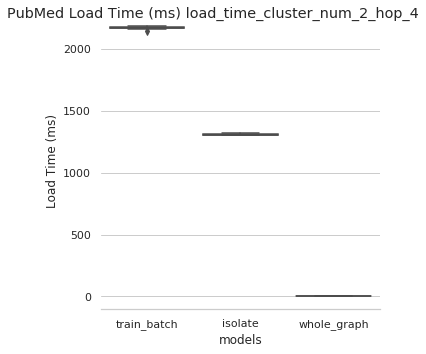 PubMed Load Time (ms) load_time_cluster_num_2_hop_4
2000
1500
1000
500
0
Load Time (ms)
train_batch isolate whole_graph
models